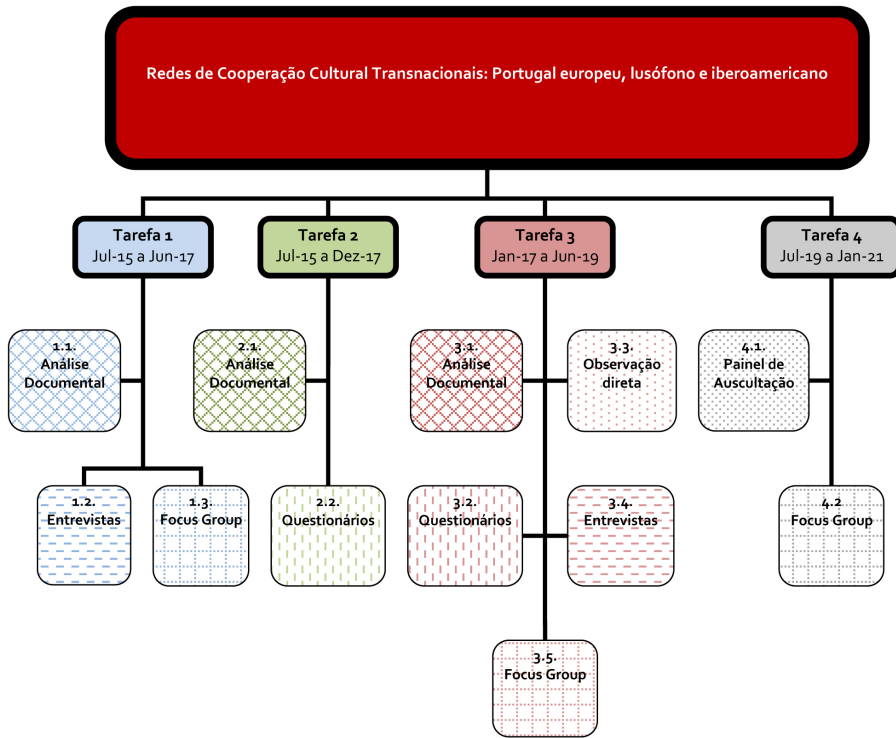 Redes de Cooperação Cultural Transnacionais: Portugal europeu, lusófono e iberoamericano
Tarefa 1
Jul-15 a Jun-17
Tarefa 2
Jul-15 a Dez-17
Tarefa 3
Jan-17 a Jun-19
Tarefa 4
Jul-19 a Jan-21
1.1.
Análise
Documental
2.1.
Análise
Documental
3.1.
Análise
Documental
3.3.
Observação
direta
4.1.
Painel de
Auscultação
1.2.
Entrevistas
1.3.
Focus Group
2.2.
Questionários
3.2.
Questionários
3.4.
Entrevistas
4.2
Focus Group
3.5.
Focus Group